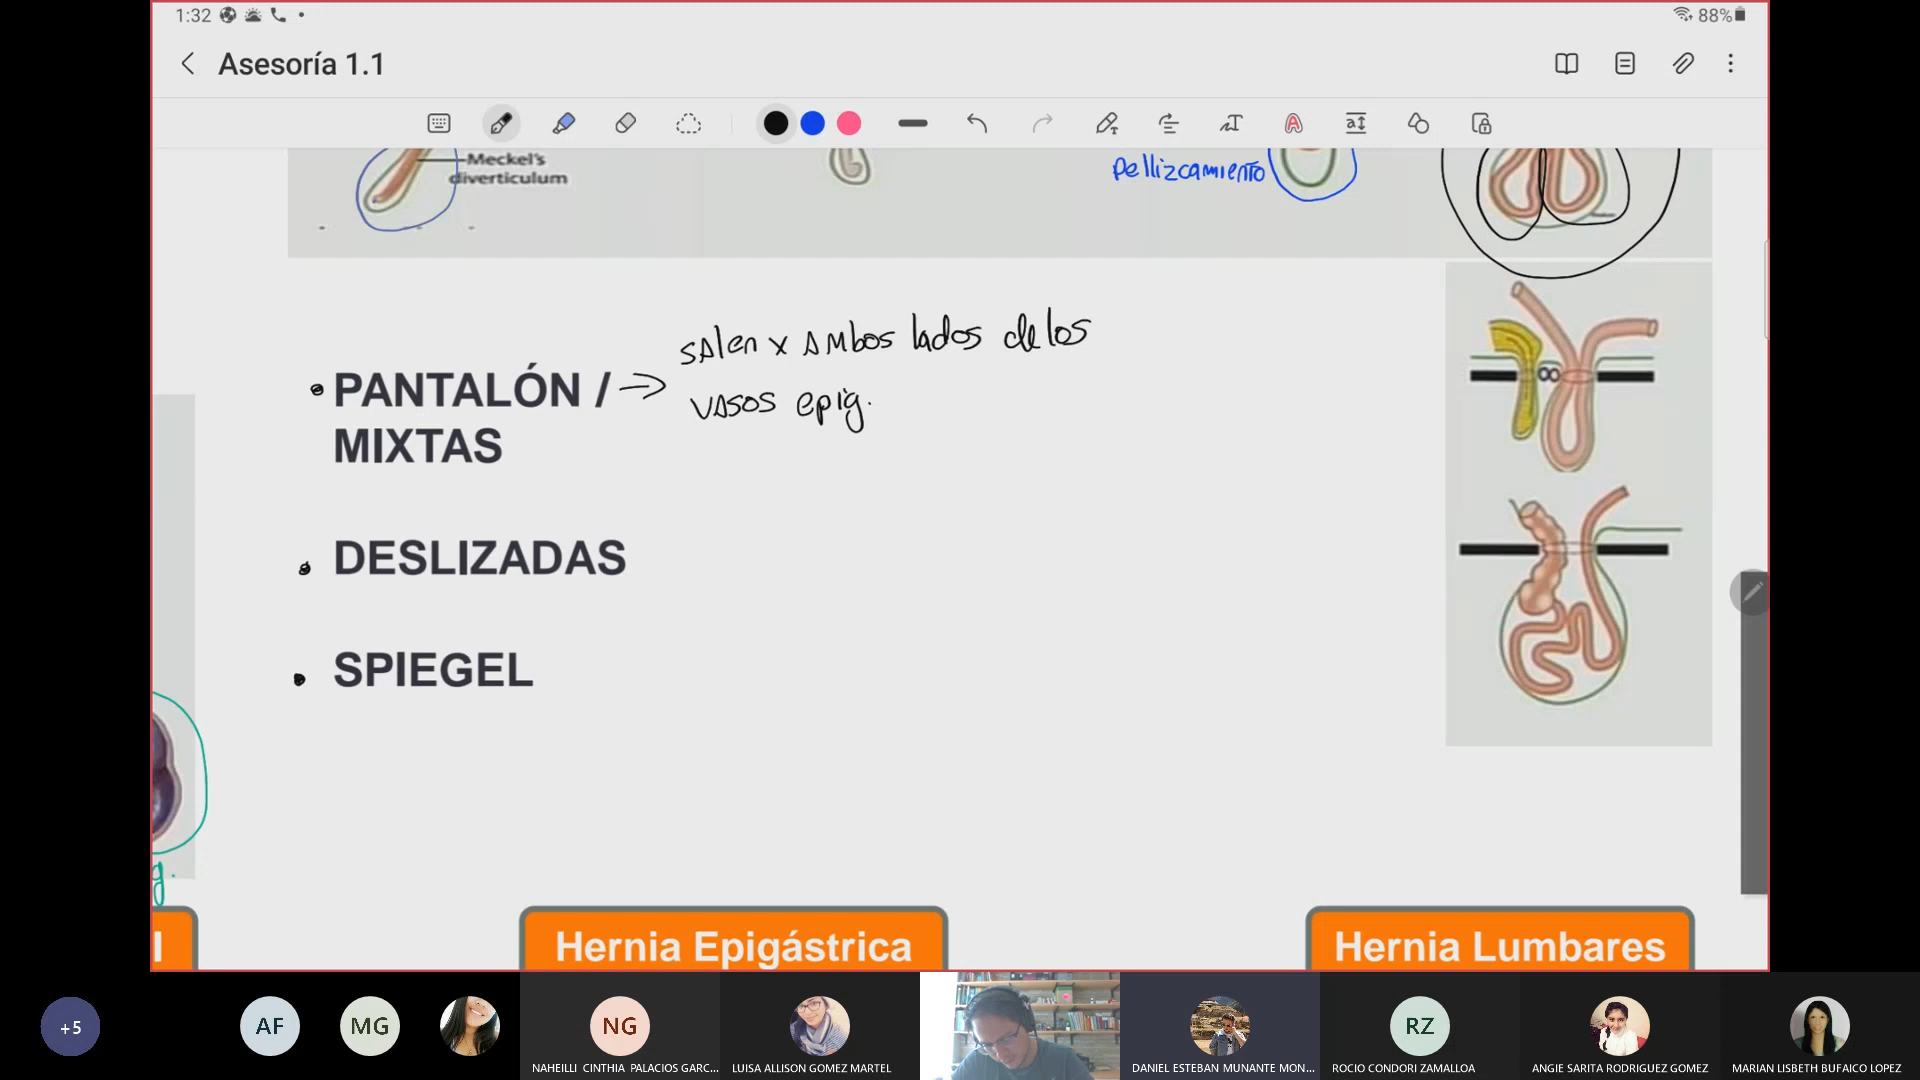 1:32
88%
Asesoría 1.1
Meckel's
diverticulum
Pellizcamiento
SAlen x AMbos lados de los
VASOS epig.
PANTALÓN /
MIXTAS
DESLIZADAS
SPIEGEL
g.
l
Hernia Epigástrica
Hernia Lumbares
+5
AF
MG
NG
RZ
NAHEILLI CINTHIA PALACIOS GARC...
LUISA ALLISON GOMEZ MARTEL
DANIEL ESTEBAN MUNANTE MON...
ROCIO CONDORI ZAMALLOA
ANGIE SARITA RODRIGUEZ GOMEZ
MARIAN LISBETH BUFAICO LOPEZ